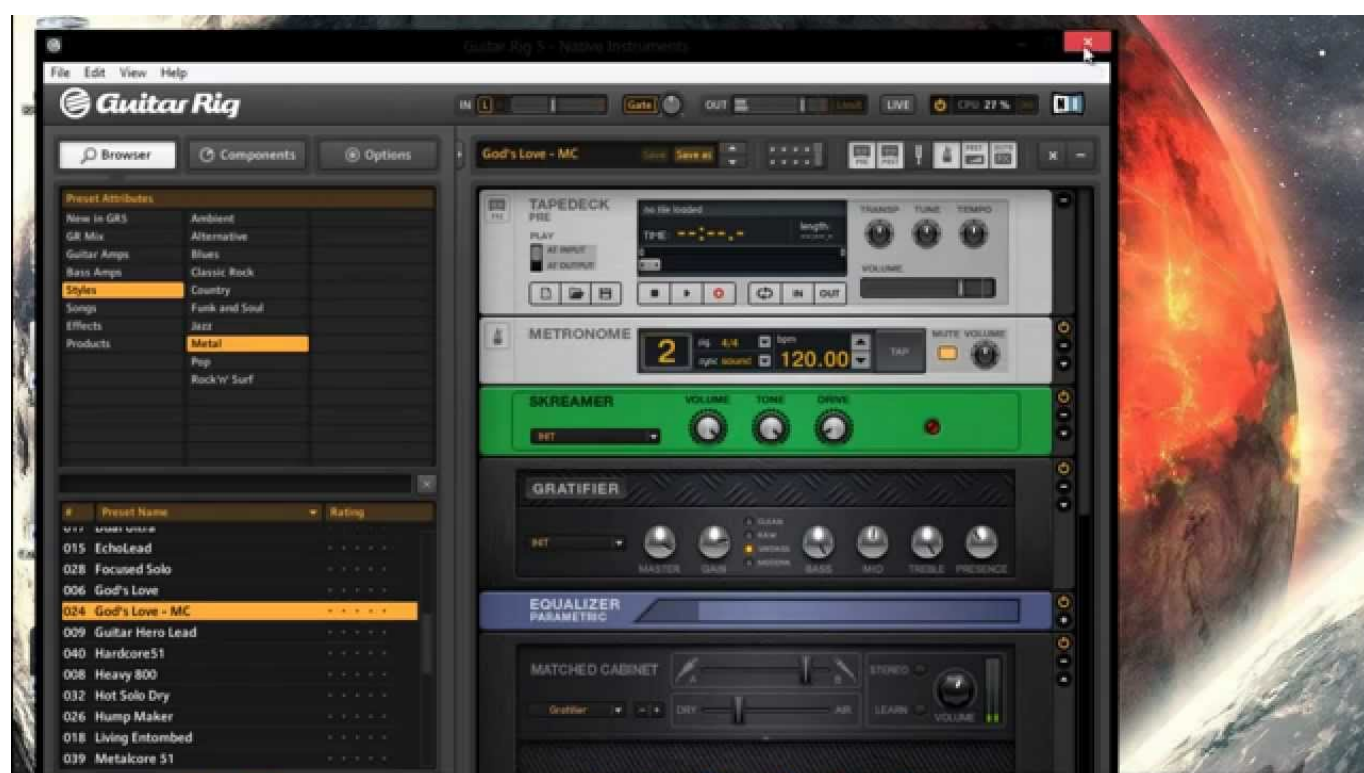 Guitar Rig 5 - Native Instruments
File Edit View Help
Guitar Rig
IN L Gate OUT Limit LIVE CPU 27 %
Browser Components Options
God's Love - MC Save Save as
Preset Attributes
New in GR5 Ambient
GR Mix Alternative
Guitar Amps Blues
Bass Amps Classic Rock
Styles Country
Songs Funk and Soul
Effects Jazz
Products Metal
Pop
Rock'n' Surf
# Preset Name Rating
015 EchoLead
028 Focused Solo
006 God's Love
024 God's Love - MC
009 Guitar Hero Lead
040 Hardcore51
008 Heavy 800
032 Hot Solo Dry
026 Hump Maker
018 Living Entombed
039 Metalcore 51
TAPEDECK
PRE
PLAY
AT INPUT
AT OUTPUT
no file loaded
TIME --:--.-
length:
TRANSP TUNE TEMPO
VOLUME
IN OUT
METRONOME
2
sig. 4/4
sync sound
bpm
120.00
TAP
MUTE VOLUME
SKREAMER
VOLUME TONE DRIVE
INIT
GRATIFIER
INIT
CLEAN
RAW
MODERN
MASTER GAIN BASS MID TREBLE PRESENCE
EQUALIZER
PARAMETRIC
MATCHED CABINET
A B
STEREO
Gratifier - + DRY AIR
LEARN
VOLUME